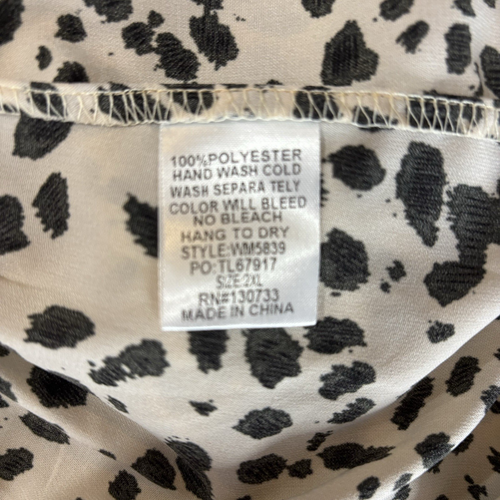 100%POLYESTER
HAND WASH COLD
WASH SEPARA TELY
COLOR WILL BLEED
NO BLEACH
HANG TO DRY
STYLE:WM5839
PO:TL67917
SIZE:2XL
RN#130733
MADE IN CHINA